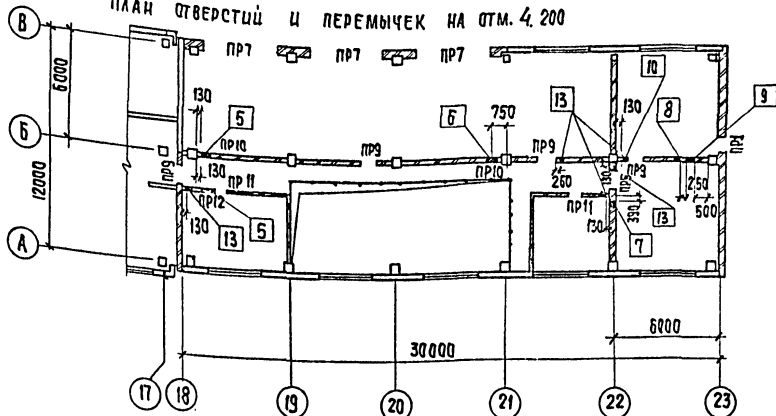 ПЛАН ОТВЕРСТИЙ И ПЕРЕМЫЧЕК НА ОТМ. 4.200
В
ПР7 ПР7 ПР7
6000
130 5 6 750 13 10 130 8 9
Б
ПР10 ПР9 ПР10 ПР9 ПР9
ПР9
12000
130 ПР11 260 ПР5 250
ПР12 ПР11 390 500
130 13 5 130 7 13
А
6000
30000
17 18 19 20 21 22 23